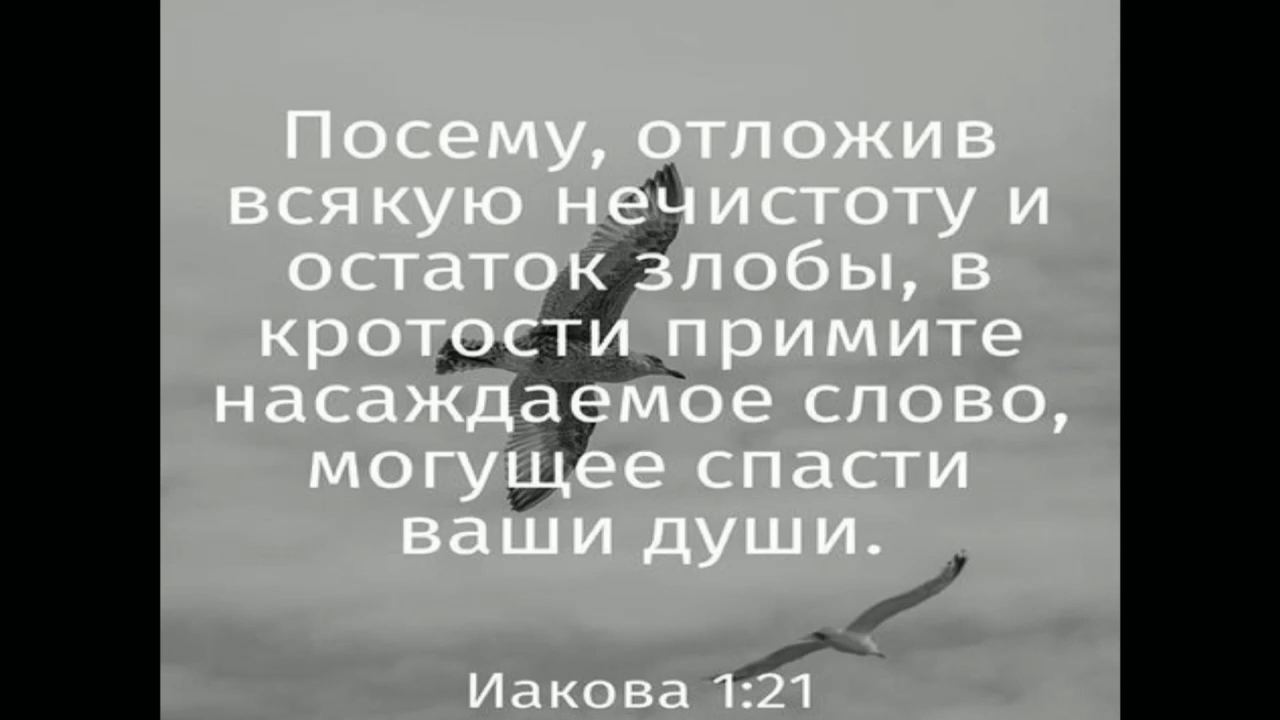 Посему, отложив
всякую нечистоту и
остаток злобы, в
кротости примите
насаждаемое слово,
могущее спасти
ваши души.
Иакова 1:21